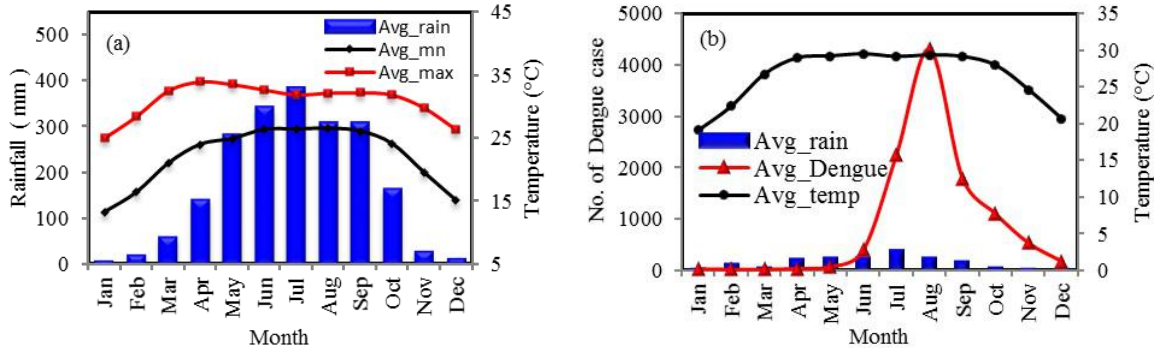 (a)
Avg_rain
Avg_mn
Avg_max
Rainfall ( mm )
500
400
300
200
100
0
45
35
25
15
5
Temperature (°C)
Jan Feb Mar Apr May Jun Jul Aug Sep Oct Nov Dec
Month
(b)
Avg_rain
Avg_Dengue
Avg_temp
No. of Dengue case
5000
4000
3000
2000
1000
0
35
30
25
20
15
10
5
0
Temperature (°C)
Jan Feb Mar Apr May Jun Jul Aug Sep Oct Nov Dec
Month